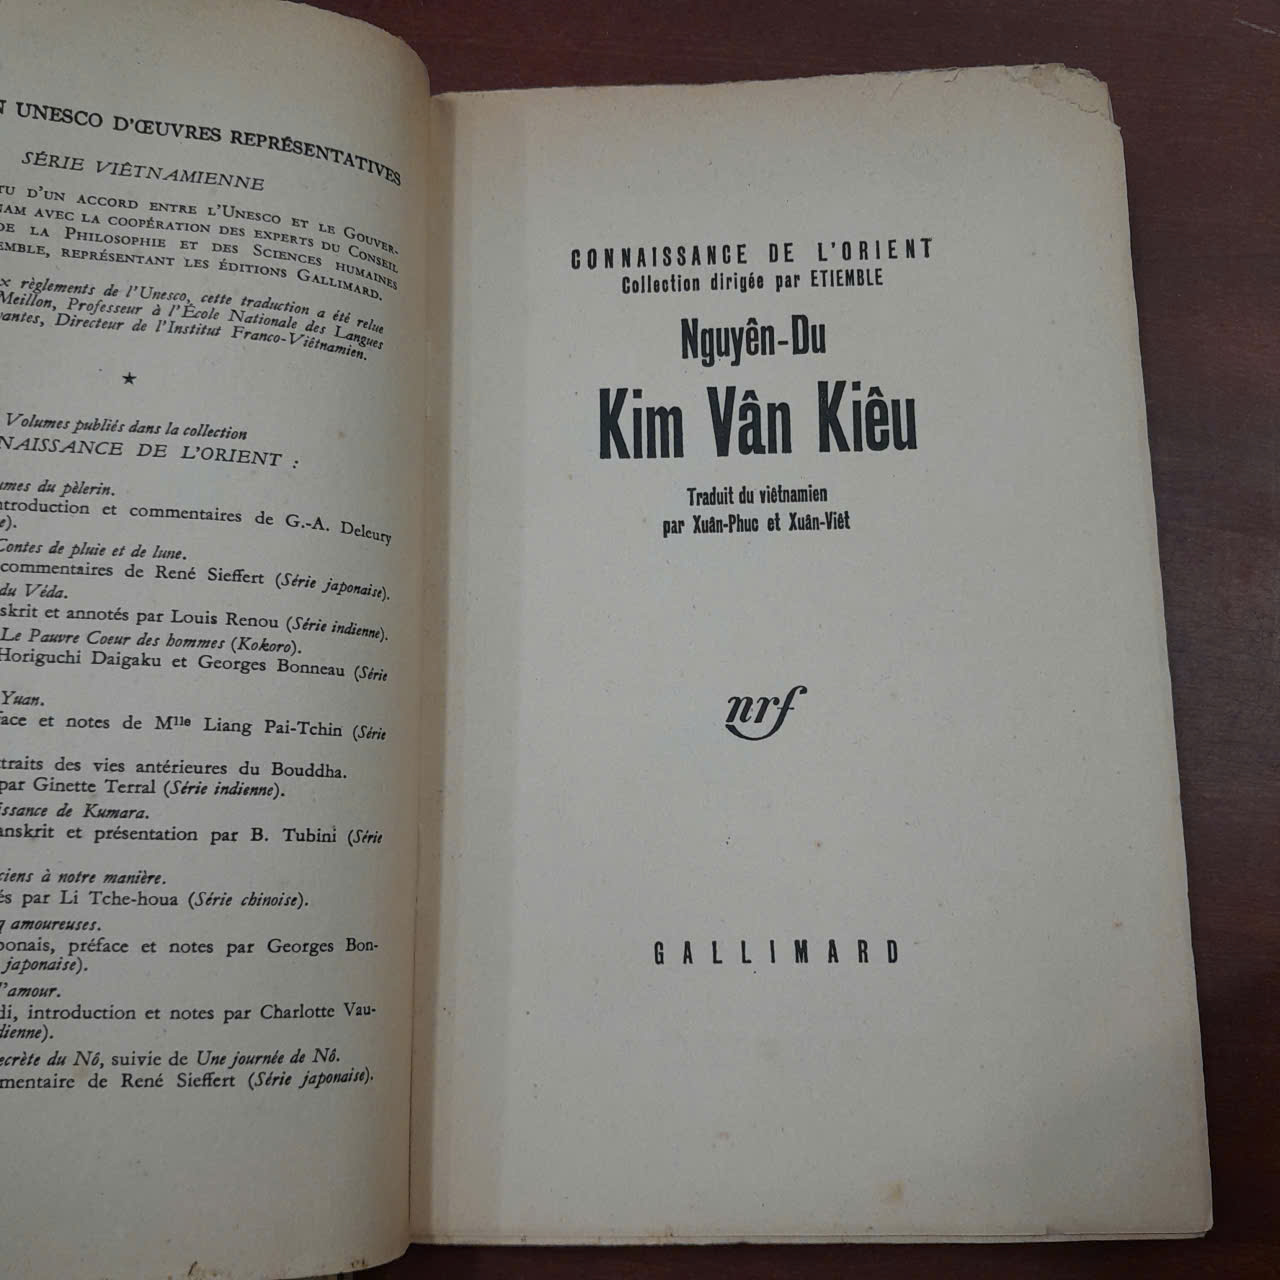 UNESCO D'ŒUVRES REPRÉSENTATIVES
SÉRIE VIÊTNAMIENNE
TU D'UN ACCORD ENTRE L'UNESCO ET LE GOUVER-
NAM AVEC LA COOPÉRATION DES EXPERTS DU CONSEIL
DE LA PHILOSOPHIE ET DES SCIENCES HUMAINES
EMBLE, REPRÉSENTANT LES ÉDITIONS GALLIMARD.
x règlements de l'Unesco, cette traduction a été relue
Meillon, Professeur à l'École Nationale des Langues
vantes, Directeur de l'Institut Franco-Viêtnamien.
★
Volumes publiés dans la collection
NAISSANCE DE L'ORIENT :
umes du pèlerin.
ntroduction et commentaires de G.-A. Deleury
e).
Contes de pluie et de lune.
commentaires de René Sieffert (Série japonaise).
du Véda.
skrit et annotés par Louis Renou (Série indienne).
Le Pauvre Coeur des hommes (Kokoro).
Horiguchi Daigaku et Georges Bonneau (Série
Yuan.
face et notes de Mlle Liang Pai-Tchin (Série
traits des vies antérieures du Bouddha.
par Ginette Terral (Série indienne).
issance de Kumara.
anskrit et présentation par B. Tubini (Série
ciens à notre manière.
és par Li Tche-houa (Série chinoise).
q amoureuses.
ponais, préface et notes par Georges Bon-
japonaise).
l'amour.
di, introduction et notes par Charlotte Vau-
dienne).
ecrète du Nô, suivie de Une journée de Nô.
mentaire de René Sieffert (Série japonaise).
CONNAISSANCE DE L'ORIENT
Collection dirigée par ETIEMBLE
Nguyên-Du
Kim Vân Kiêu
Traduit du viêtnamien
par Xuân-Phuc et Xuân-Viêt
nrf
GALLIMARD